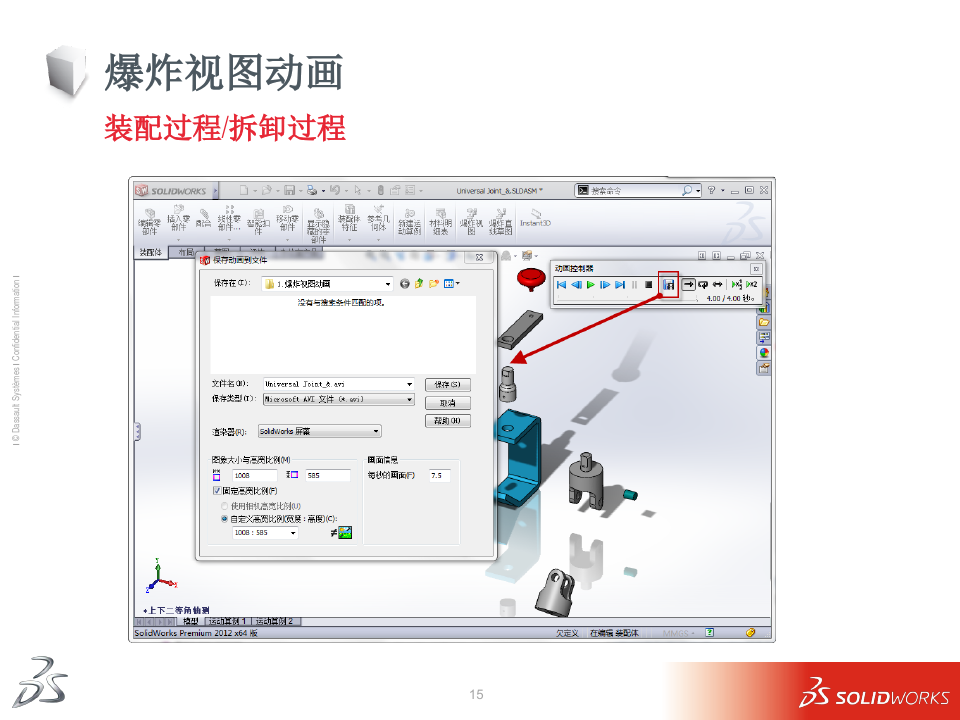 爆炸视图动画
装配过程/拆卸过程
SOLIDWORKS
Universal Joint_&.SLDASM *
搜索命令
编辑零部件
插入零部件
配合
线性零部件...
智能扣件
移动零部件
显示隐藏的零部件
装配体特征
参考几何体
新建运动算例
材料明细表
爆炸视图
爆炸直线草图
Instant3D
装配体
布局
保存动画到文件
保存在(I):
1.爆炸视图动画
没有与搜索条件匹配的项。
文件名(N):
Universal Joint_&.avi
保存(S)
保存类型(T):
Microsoft AVI 文件 (*.avi)
取消
帮助(H)
渲染器(R):
SolidWorks 屏幕
图象大小与高宽比例(M)
1008
585
固定高宽比例(F)
使用相机高宽比例(U)
自定义高宽比例(宽度:高度)(C):
1008 : 585
画面信息
每秒的画面(F)
7.5
动画控制器
4.00 / 4.00 秒。
*上下二等角轴测
模型
运动算例 1
运动算例 2
SolidWorks Premium 2012 x64 版
欠定义
在编辑 装配体
MMGS
I © Dassault Systèmes I Confidential Information I
15
SOLIDWORKS